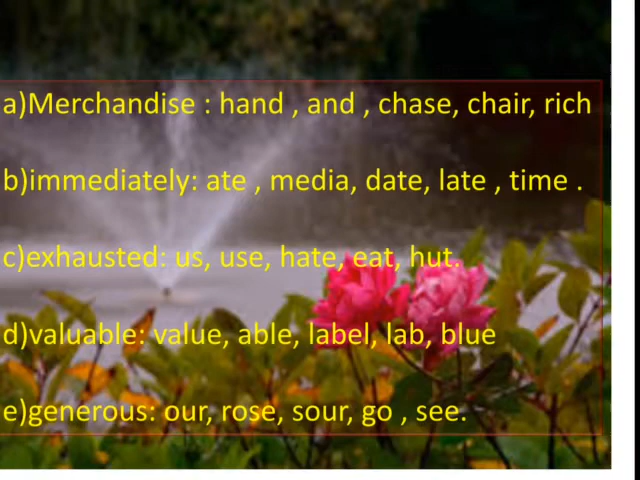 a)Merchandise : hand , and , chase, chair, rich
b)immediately: ate , media, date, late , time .
c)exhausted: us, use, hate, eat, hut.
d)valuable: value, able, label, lab, blue
e)generous: our, rose, sour, go , see.